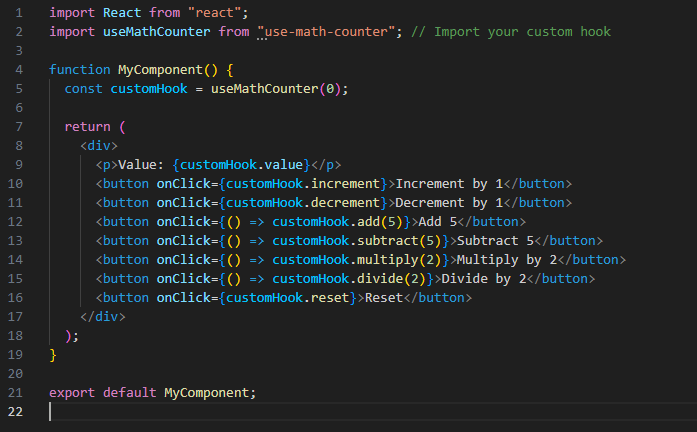 1 import React from "react";
2 import useMathCounter from "use-math-counter"; // Import your custom hook
3
4 function MyComponent() {
5   const customHook = useMathCounter(0);
6
7   return (
8     <div>
9       <p>Value: {customHook.value}</p>
10       <button onClick={customHook.increment}>Increment by 1</button>
11       <button onClick={customHook.decrement}>Decrement by 1</button>
12       <button onClick={() => customHook.add(5)}>Add 5</button>
13       <button onClick={() => customHook.subtract(5)}>Subtract 5</button>
14       <button onClick={() => customHook.multiply(2)}>Multiply by 2</button>
15       <button onClick={() => customHook.divide(2)}>Divide by 2</button>
16       <button onClick={customHook.reset}>Reset</button>
17     </div>
18   );
19 }
20
21 export default MyComponent;
22